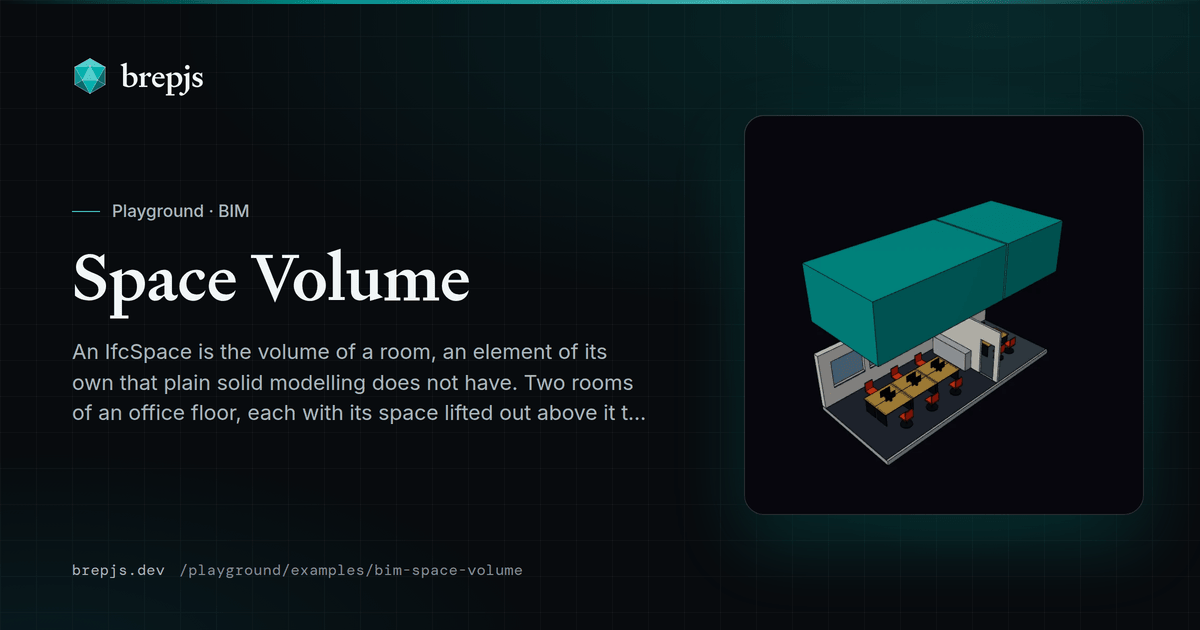 brepjs
Playground · BIM
Space Volume
An IfcSpace is the volume of a room, an element of its
own that plain solid modelling does not have. Two rooms
of an office floor, each with its space lifted out above it t...
brepjs.dev /playground/examples/bim-space-volume